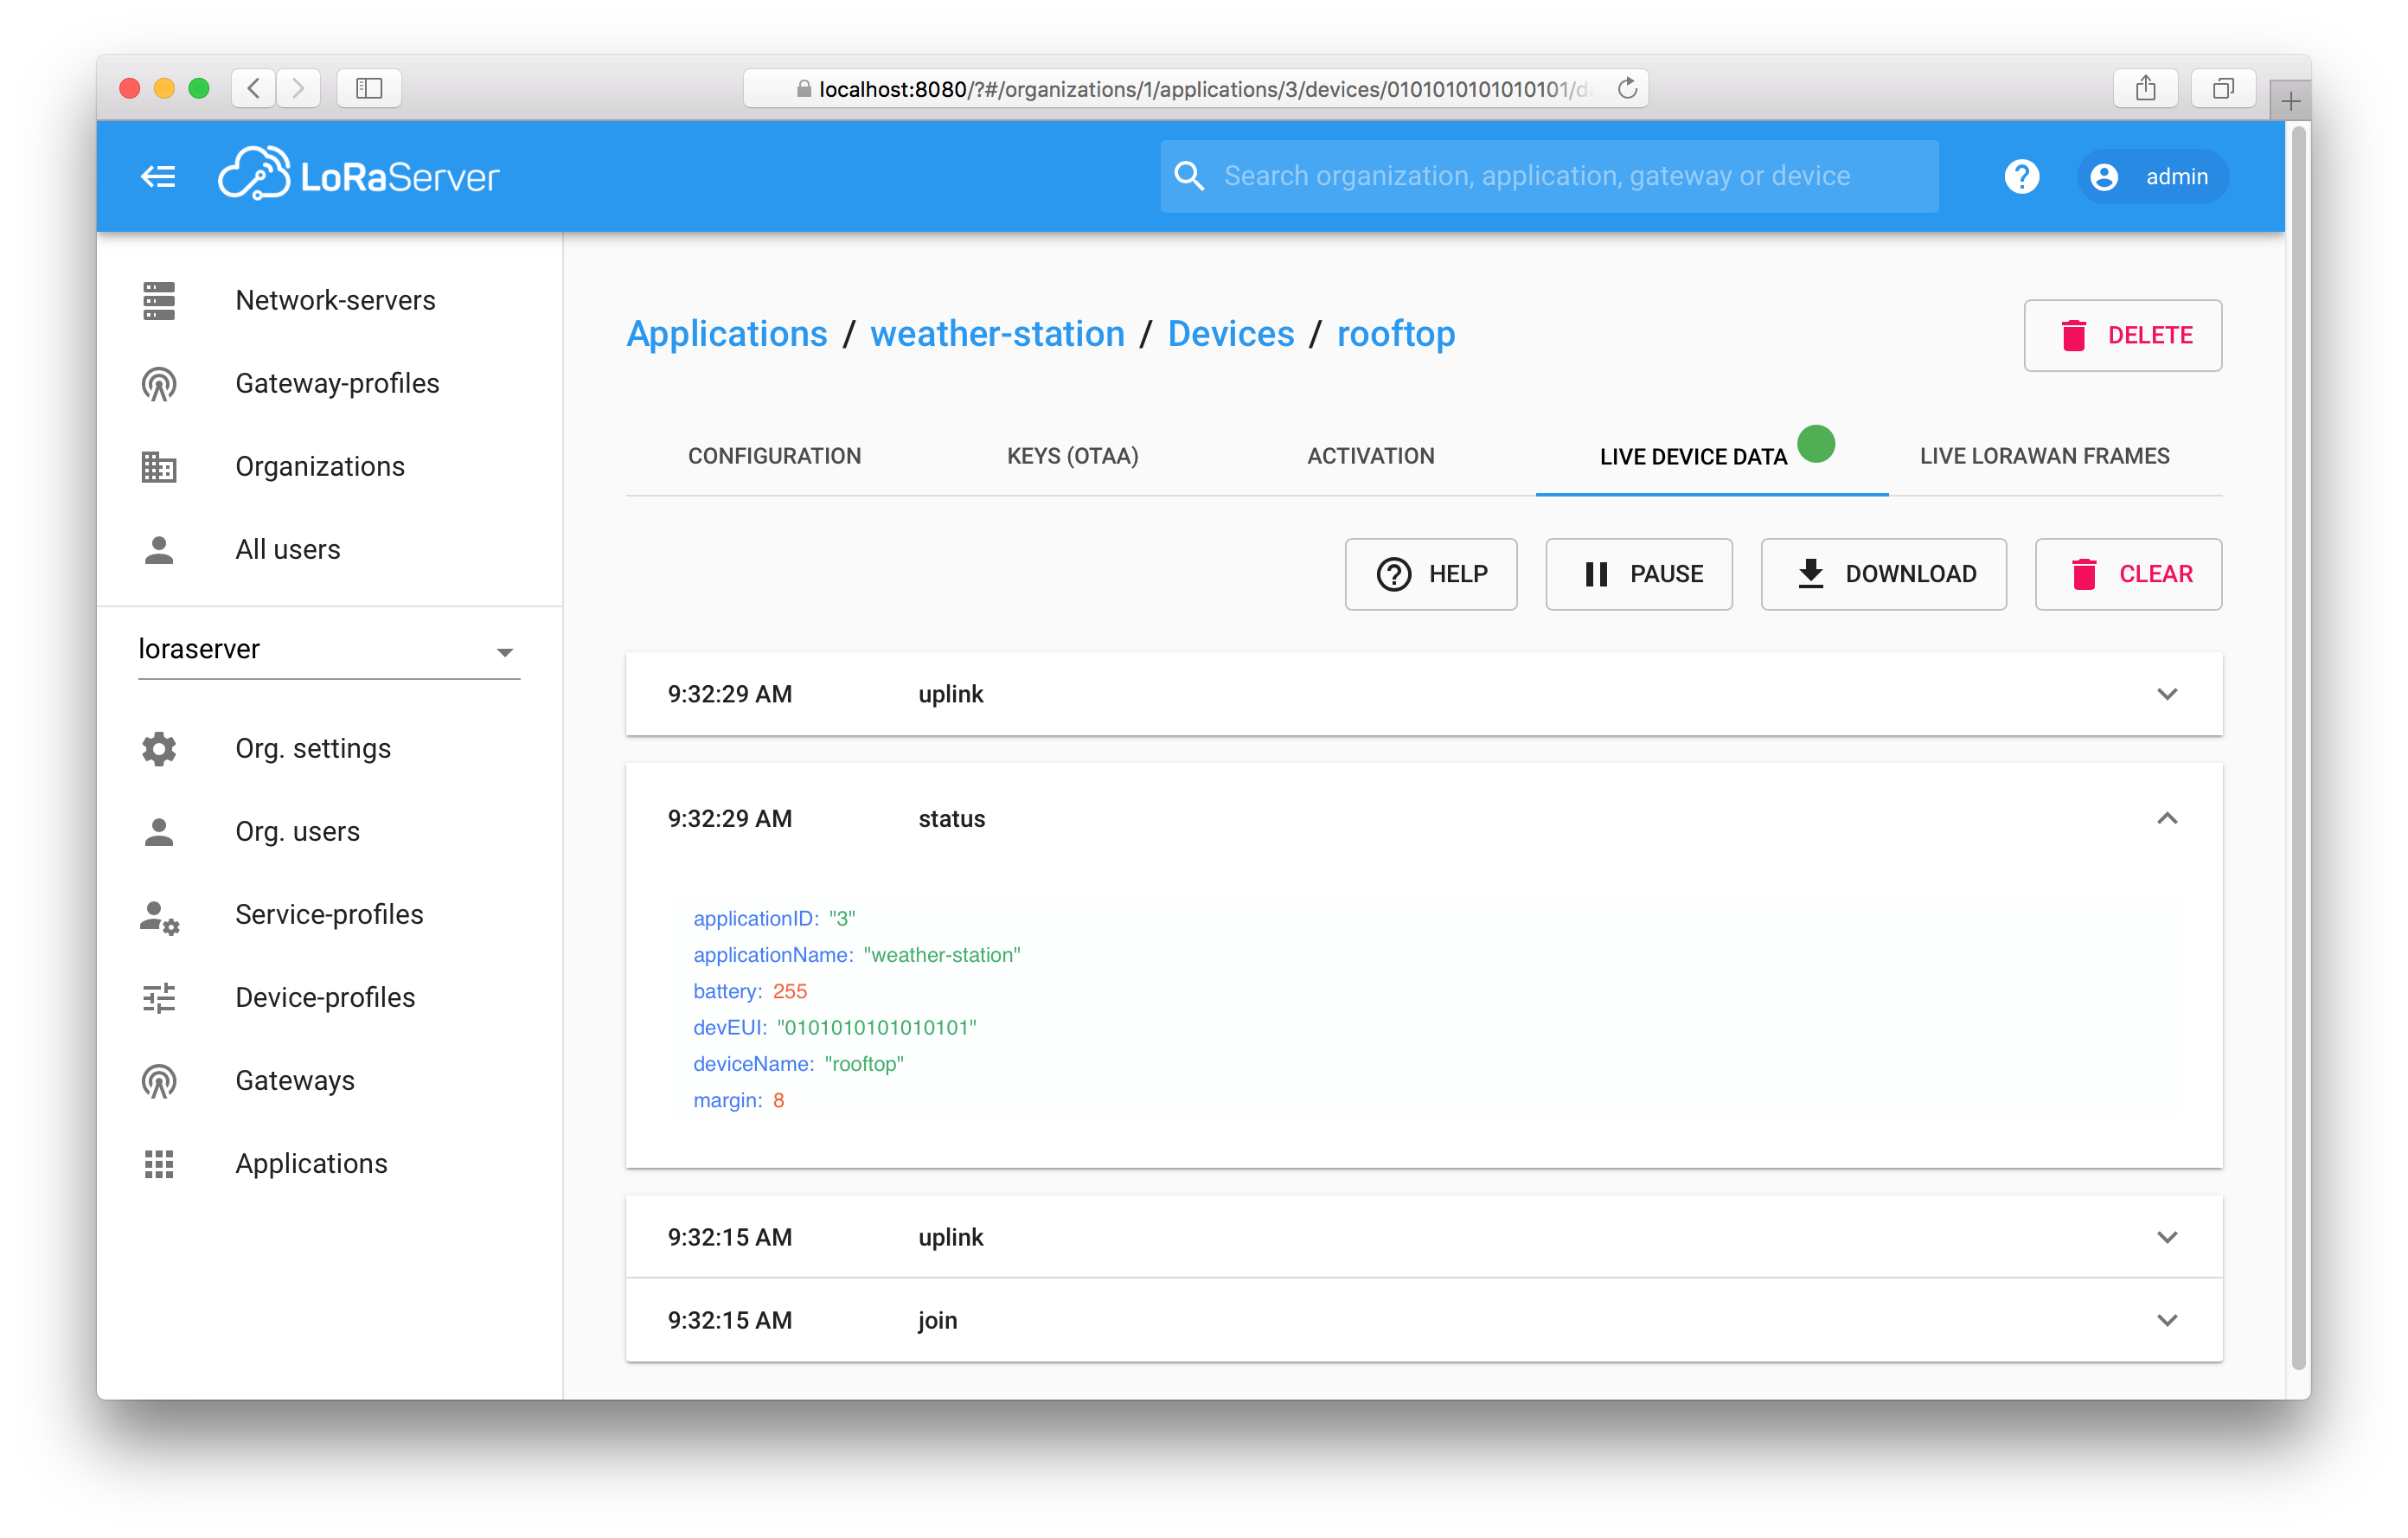 localhost:8080/?#/organizations/1/applications/3/devices/0101010101010101/d
LoRaServer
Search organization, application, gateway or device
?
admin
Network-servers
Gateway-profiles
Organizations
All users
loraserver
Org. settings
Org. users
Service-profiles
Device-profiles
Gateways
Applications
Applications / weather-station / Devices / rooftop
DELETE
CONFIGURATION
KEYS (OTAA)
ACTIVATION
LIVE DEVICE DATA
LIVE LORAWAN FRAMES
HELP
PAUSE
DOWNLOAD
CLEAR
9:32:29 AM uplink
9:32:29 AM status
applicationID: "3"
applicationName: "weather-station"
battery: 255
devEUI: "0101010101010101"
deviceName: "rooftop"
margin: 8
9:32:15 AM uplink
9:32:15 AM join